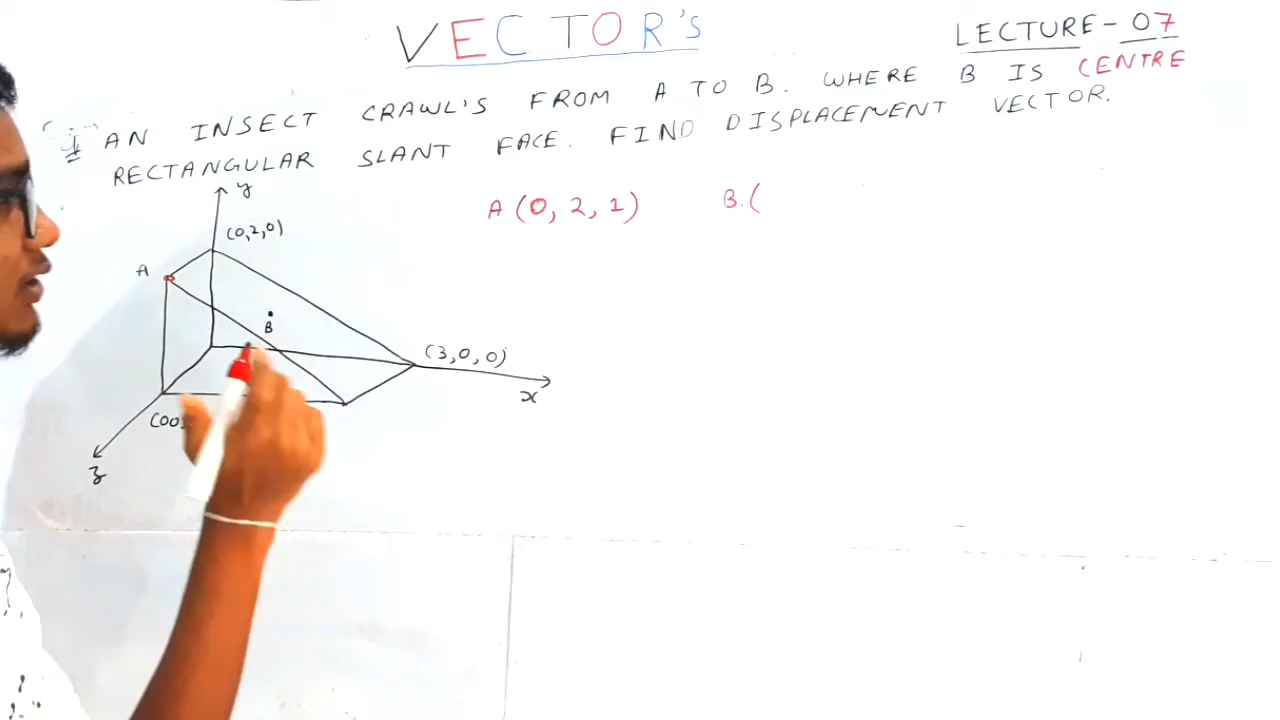 VECTOR's
LECTURE-07
AN INSECT CRAWL'S FROM A TO B. WHERE B IS CENTRE
RECTANGULAR SLANT FACE. FIND DISPLACEMENT VECTOR.
y
A (0, 2, 1) B. (
(0,2,0)
A
B
(3,0,0)
x
(00
z